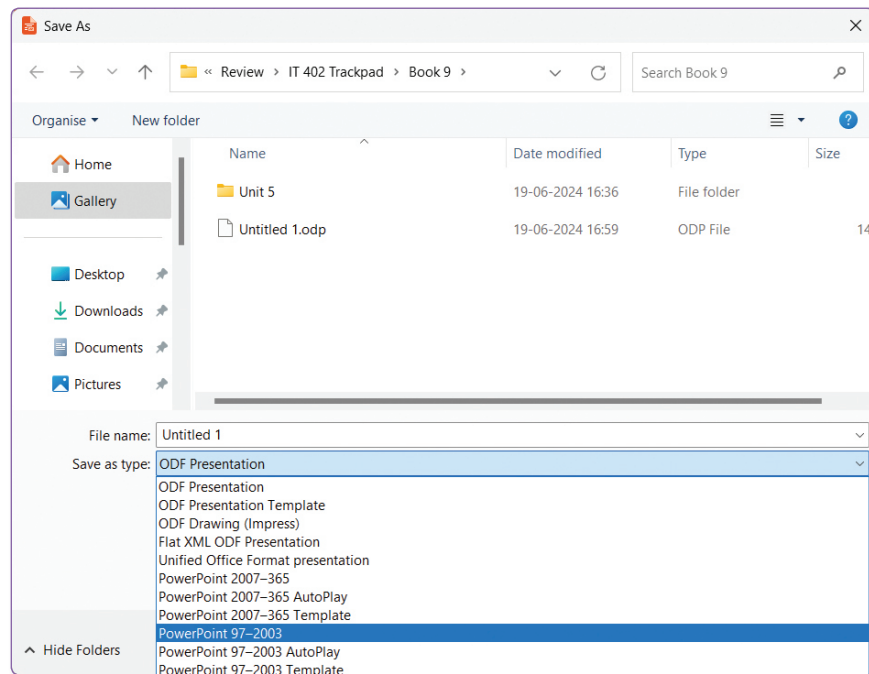 Save As
« Review > IT 402 Trackpad > Book 9 >
Search Book 9
Organise
New folder
Home
Gallery
Desktop
Downloads
Documents
Pictures
Name
Date modified
Type
Size
Unit 5
19-06-2024 16:36
File folder
Untitled 1.odp
19-06-2024 16:59
ODP File
14
File name: Untitled 1
Save as type: ODF Presentation
ODF Presentation
ODF Presentation Template
ODF Drawing (Impress)
Flat XML ODF Presentation
Unified Office Format presentation
PowerPoint 2007–365
PowerPoint 2007–365 AutoPlay
PowerPoint 2007–365 Template
PowerPoint 97–2003
PowerPoint 97–2003 AutoPlay
PowerPoint 97–2003 Template
Hide Folders